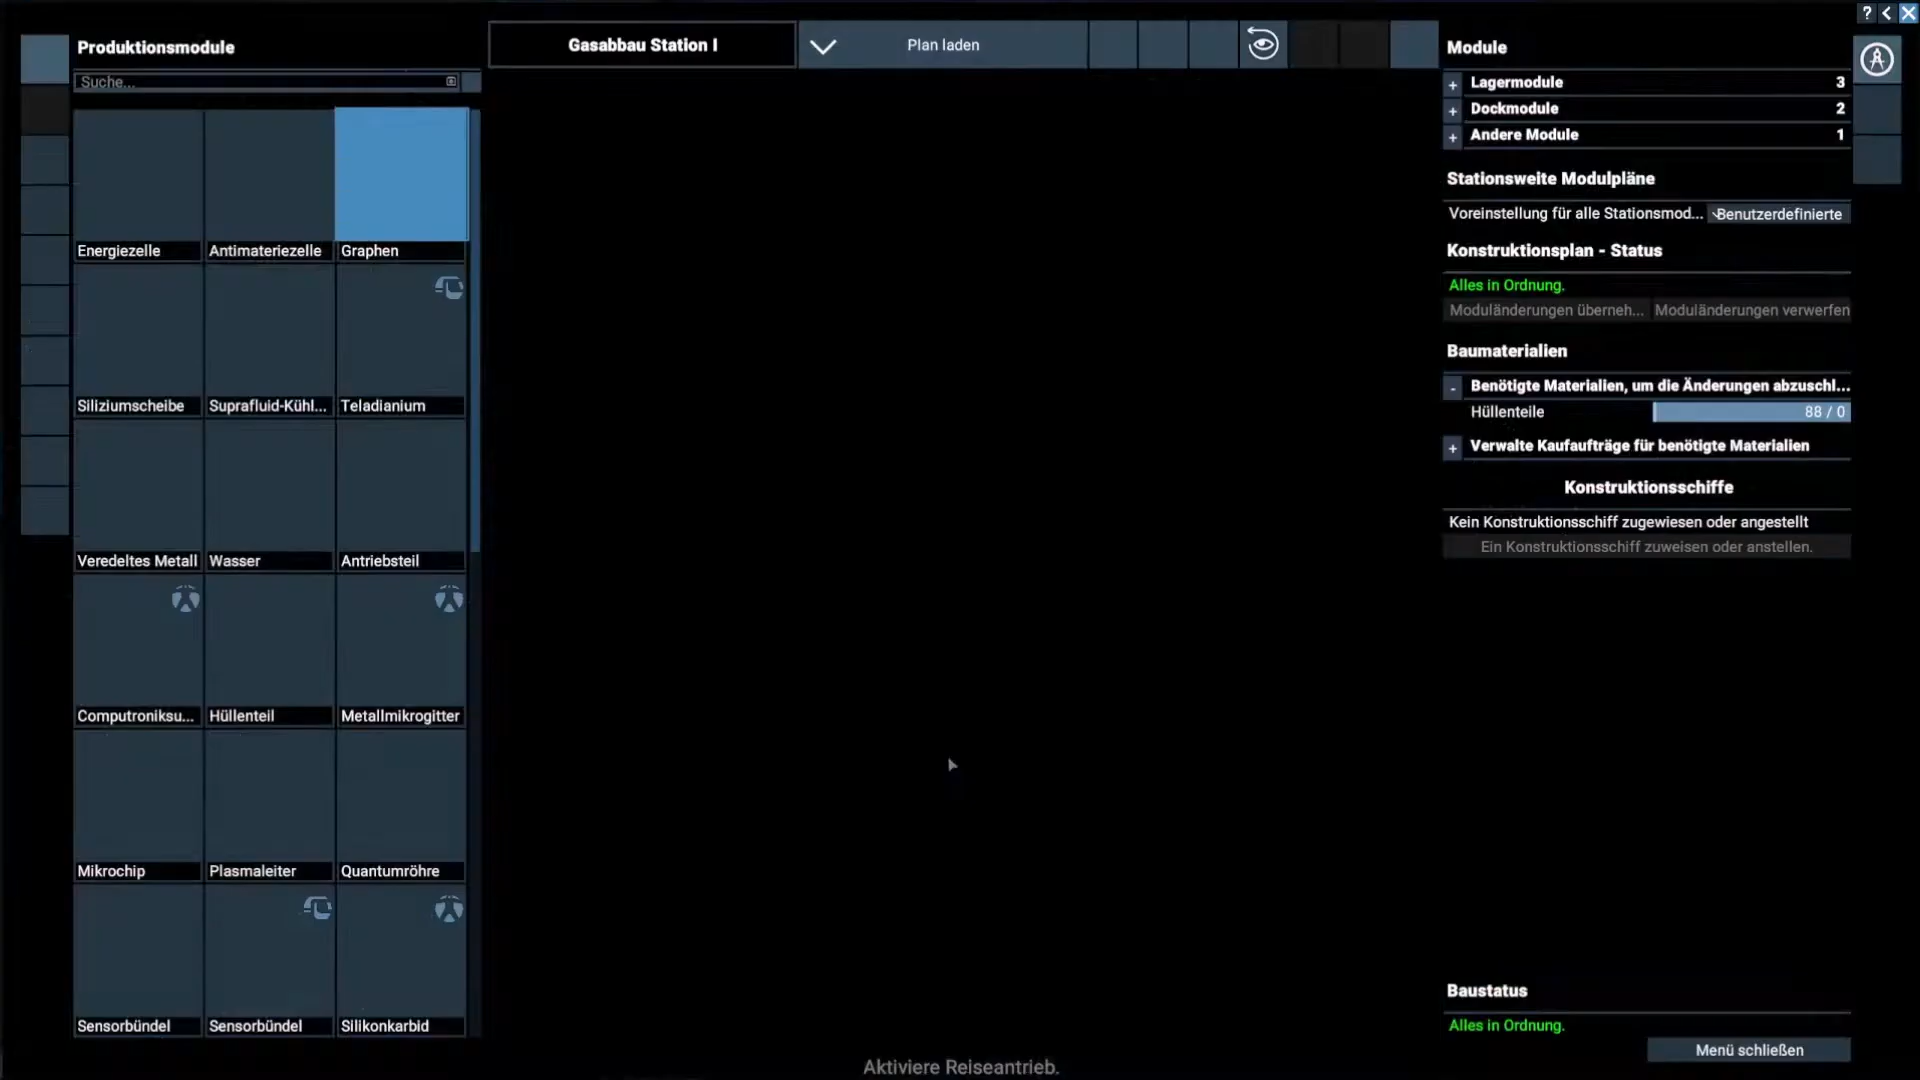 ?
Produktionsmodule
Suche...
Energiezelle
Antimateriezelle
Graphen
Siliziumscheibe
Suprafluid-Kühl...
Teladianium
Veredeltes Metall
Wasser
Antriebsteil
Computroniksu...
Hüllenteil
Metallmikrogitter
Mikrochip
Plasmaleiter
Quantumröhre
Sensorbündel
Sensorbündel
Silikonkarbid
Gasabbau Station I
Plan laden
Module
+ Lagermodule 3
+ Dockmodule 2
+ Andere Module 1
Stationsweite Modulpläne
Voreinstellung für alle Stationsmod... Benutzerdefinierte
Konstruktionsplan - Status
Alles in Ordnung.
Moduländerungen überneh... Moduländerungen verwerfen
Baumaterialien
- Benötigte Materialien, um die Änderungen abzuschl...
Hüllenteile 88 / 0
+ Verwalte Kaufaufträge für benötigte Materialien
Konstruktionsschiffe
Kein Konstruktionsschiff zugewiesen oder angestellt
Ein Konstruktionsschiff zuweisen oder anstellen.
Baustatus
Alles in Ordnung.
Menü schließen
Aktiviere Reiseantrieb.